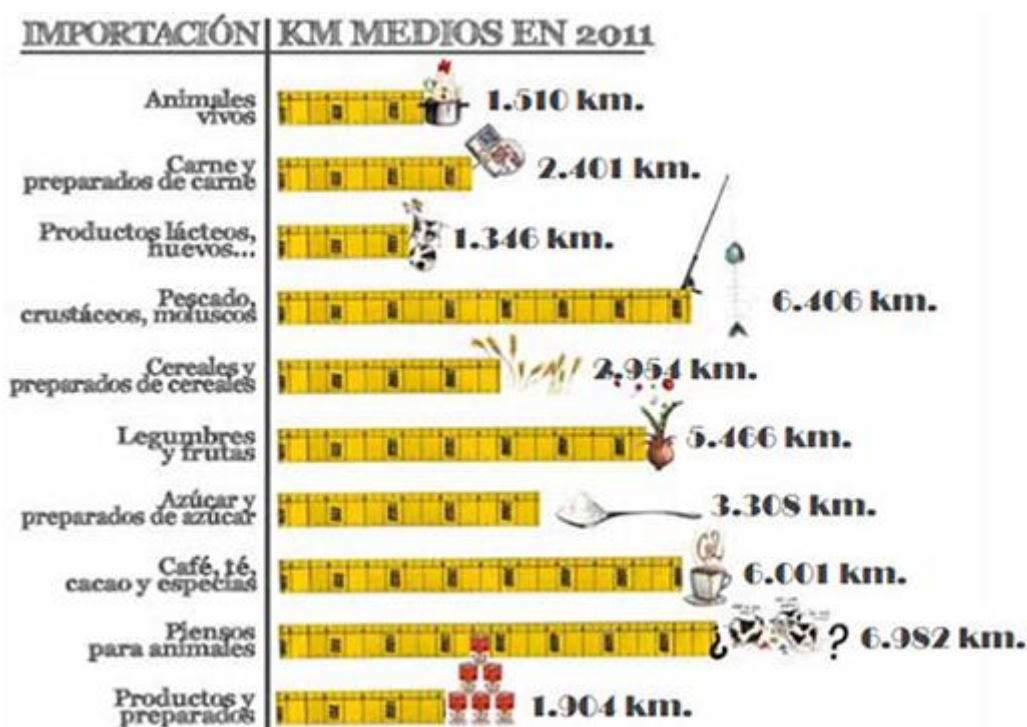 IMPORTACIÓN KM MEDIOS EN 2011
Animales
vivos
1.510 km.
Carne y
preparados de carne
2.401 km.
Productos lácteos,
huevos...
1.346 km.
Pescado,
crustáceos, moluscos
6.406 km.
Cereales y
preparados de cereales
2.954 km.
Legumbres
y frutas
5.466 km.
Azúcar y
preparados de azúcar
3.308 km.
Café, té,
cacao y especias
6.001 km.
Piensos
para animales
¿ ? 6.982 km.
Productos y
preparados
1.904 km.